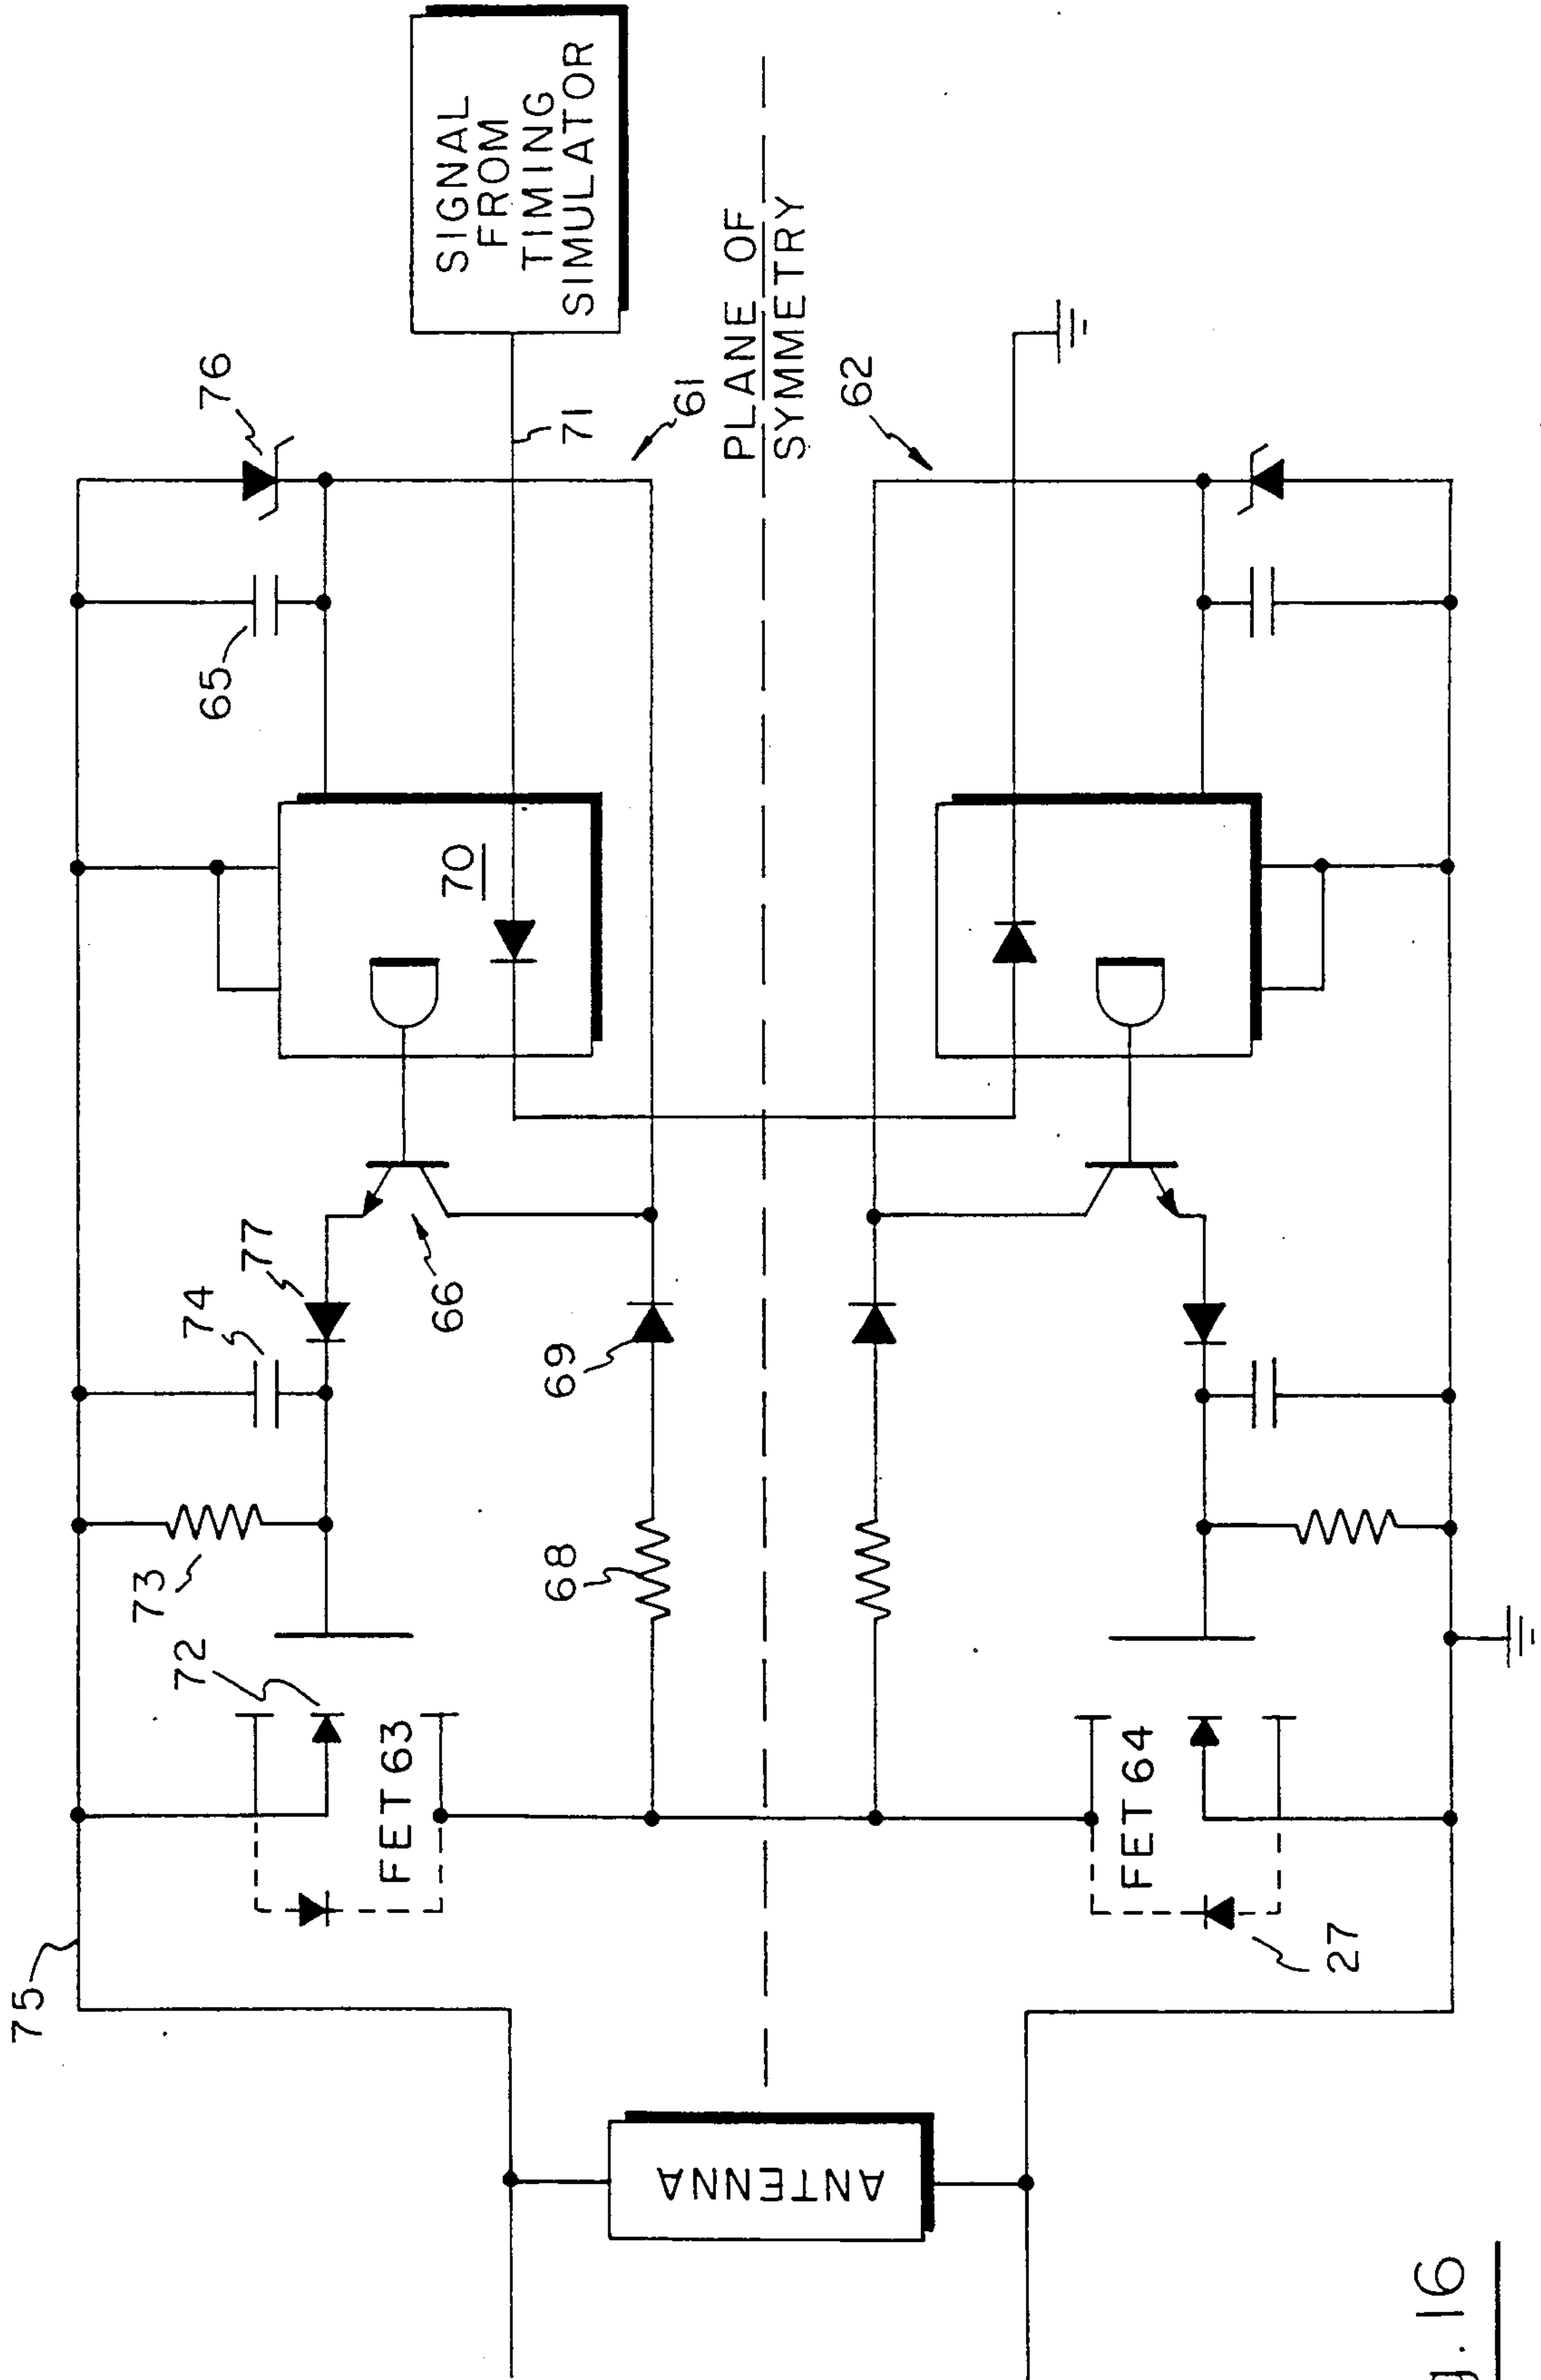 SIGNAL
FROM
TIMING
SIMULATOR
76
65
71
61
PLANE OF
SYMMETRY
62
70
77
74
66
69
73
68
72
FET 63
FET 64
27
75
ANTENNA
g. 16